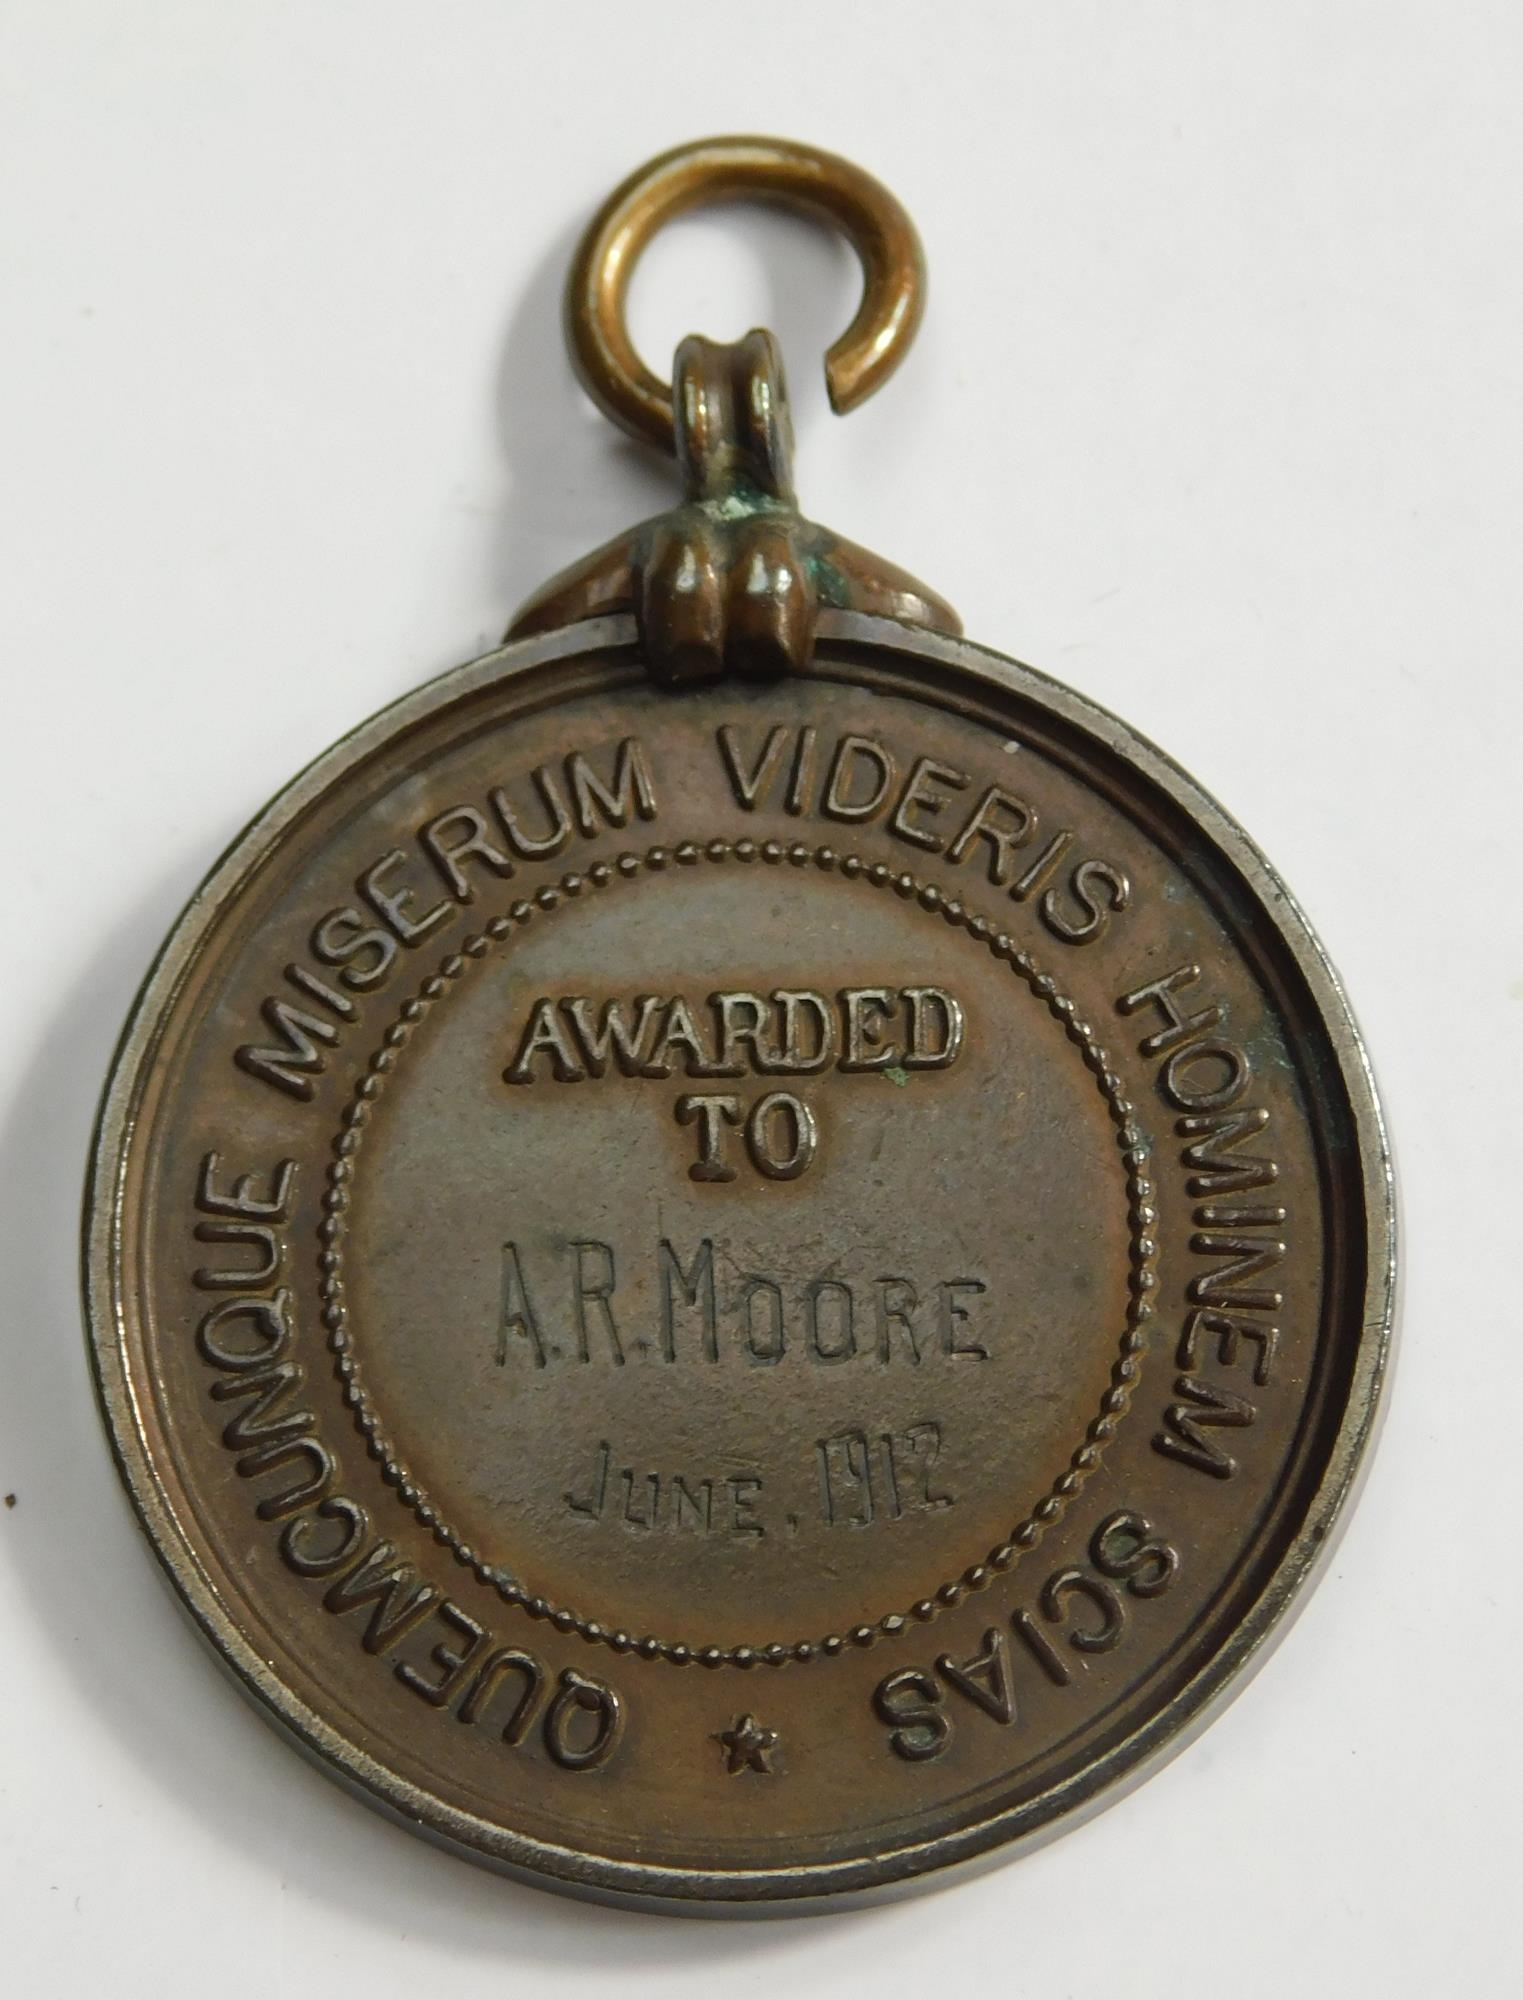 QUEMCUNQUE MISERUM VIDERIS HOMINEM SCIAS
AWARDED
TO
A.R.MOORE
JUNE.1912